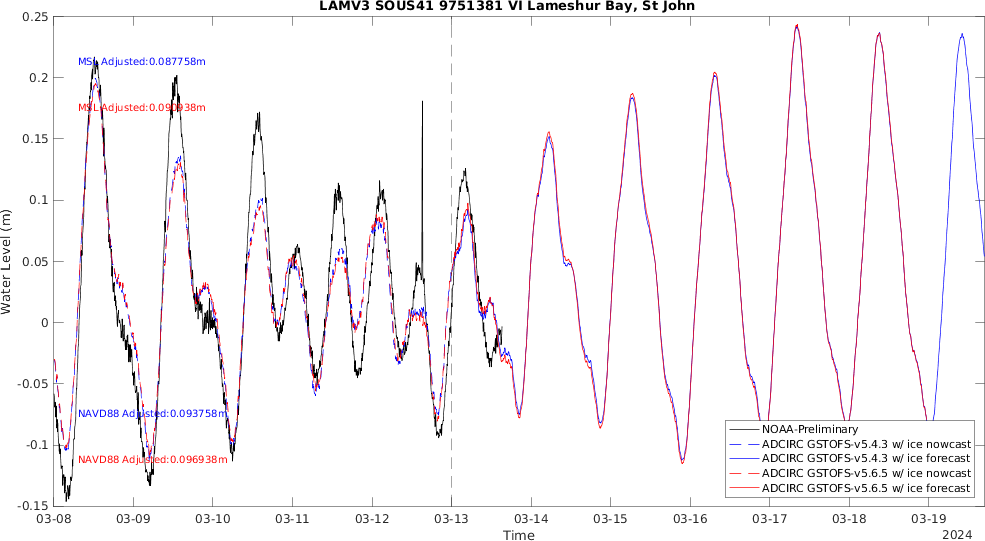 LAMV3 SOUS41 9751381 VI Lameshur Bay, St John
0.25
0.2
0.15
0.1
0.05
0
-0.05
-0.1
-0.15
Water Level (m)
MSL Adjusted:0.087758m
MSL Adjusted:0.090938m
NAVD88 Adjusted:0.093758m
NAVD88 Adjusted:0.096938m
NOAA-Preliminary
ADCIRC GSTOFS-v5.4.3 w/ ice nowcast
ADCIRC GSTOFS-v5.4.3 w/ ice forecast
ADCIRC GSTOFS-v5.6.5 w/ ice nowcast
ADCIRC GSTOFS-v5.6.5 w/ ice forecast
03-08 03-09 03-10 03-11 03-12 03-13 03-14 03-15 03-16 03-17 03-18 03-19
Time
2024